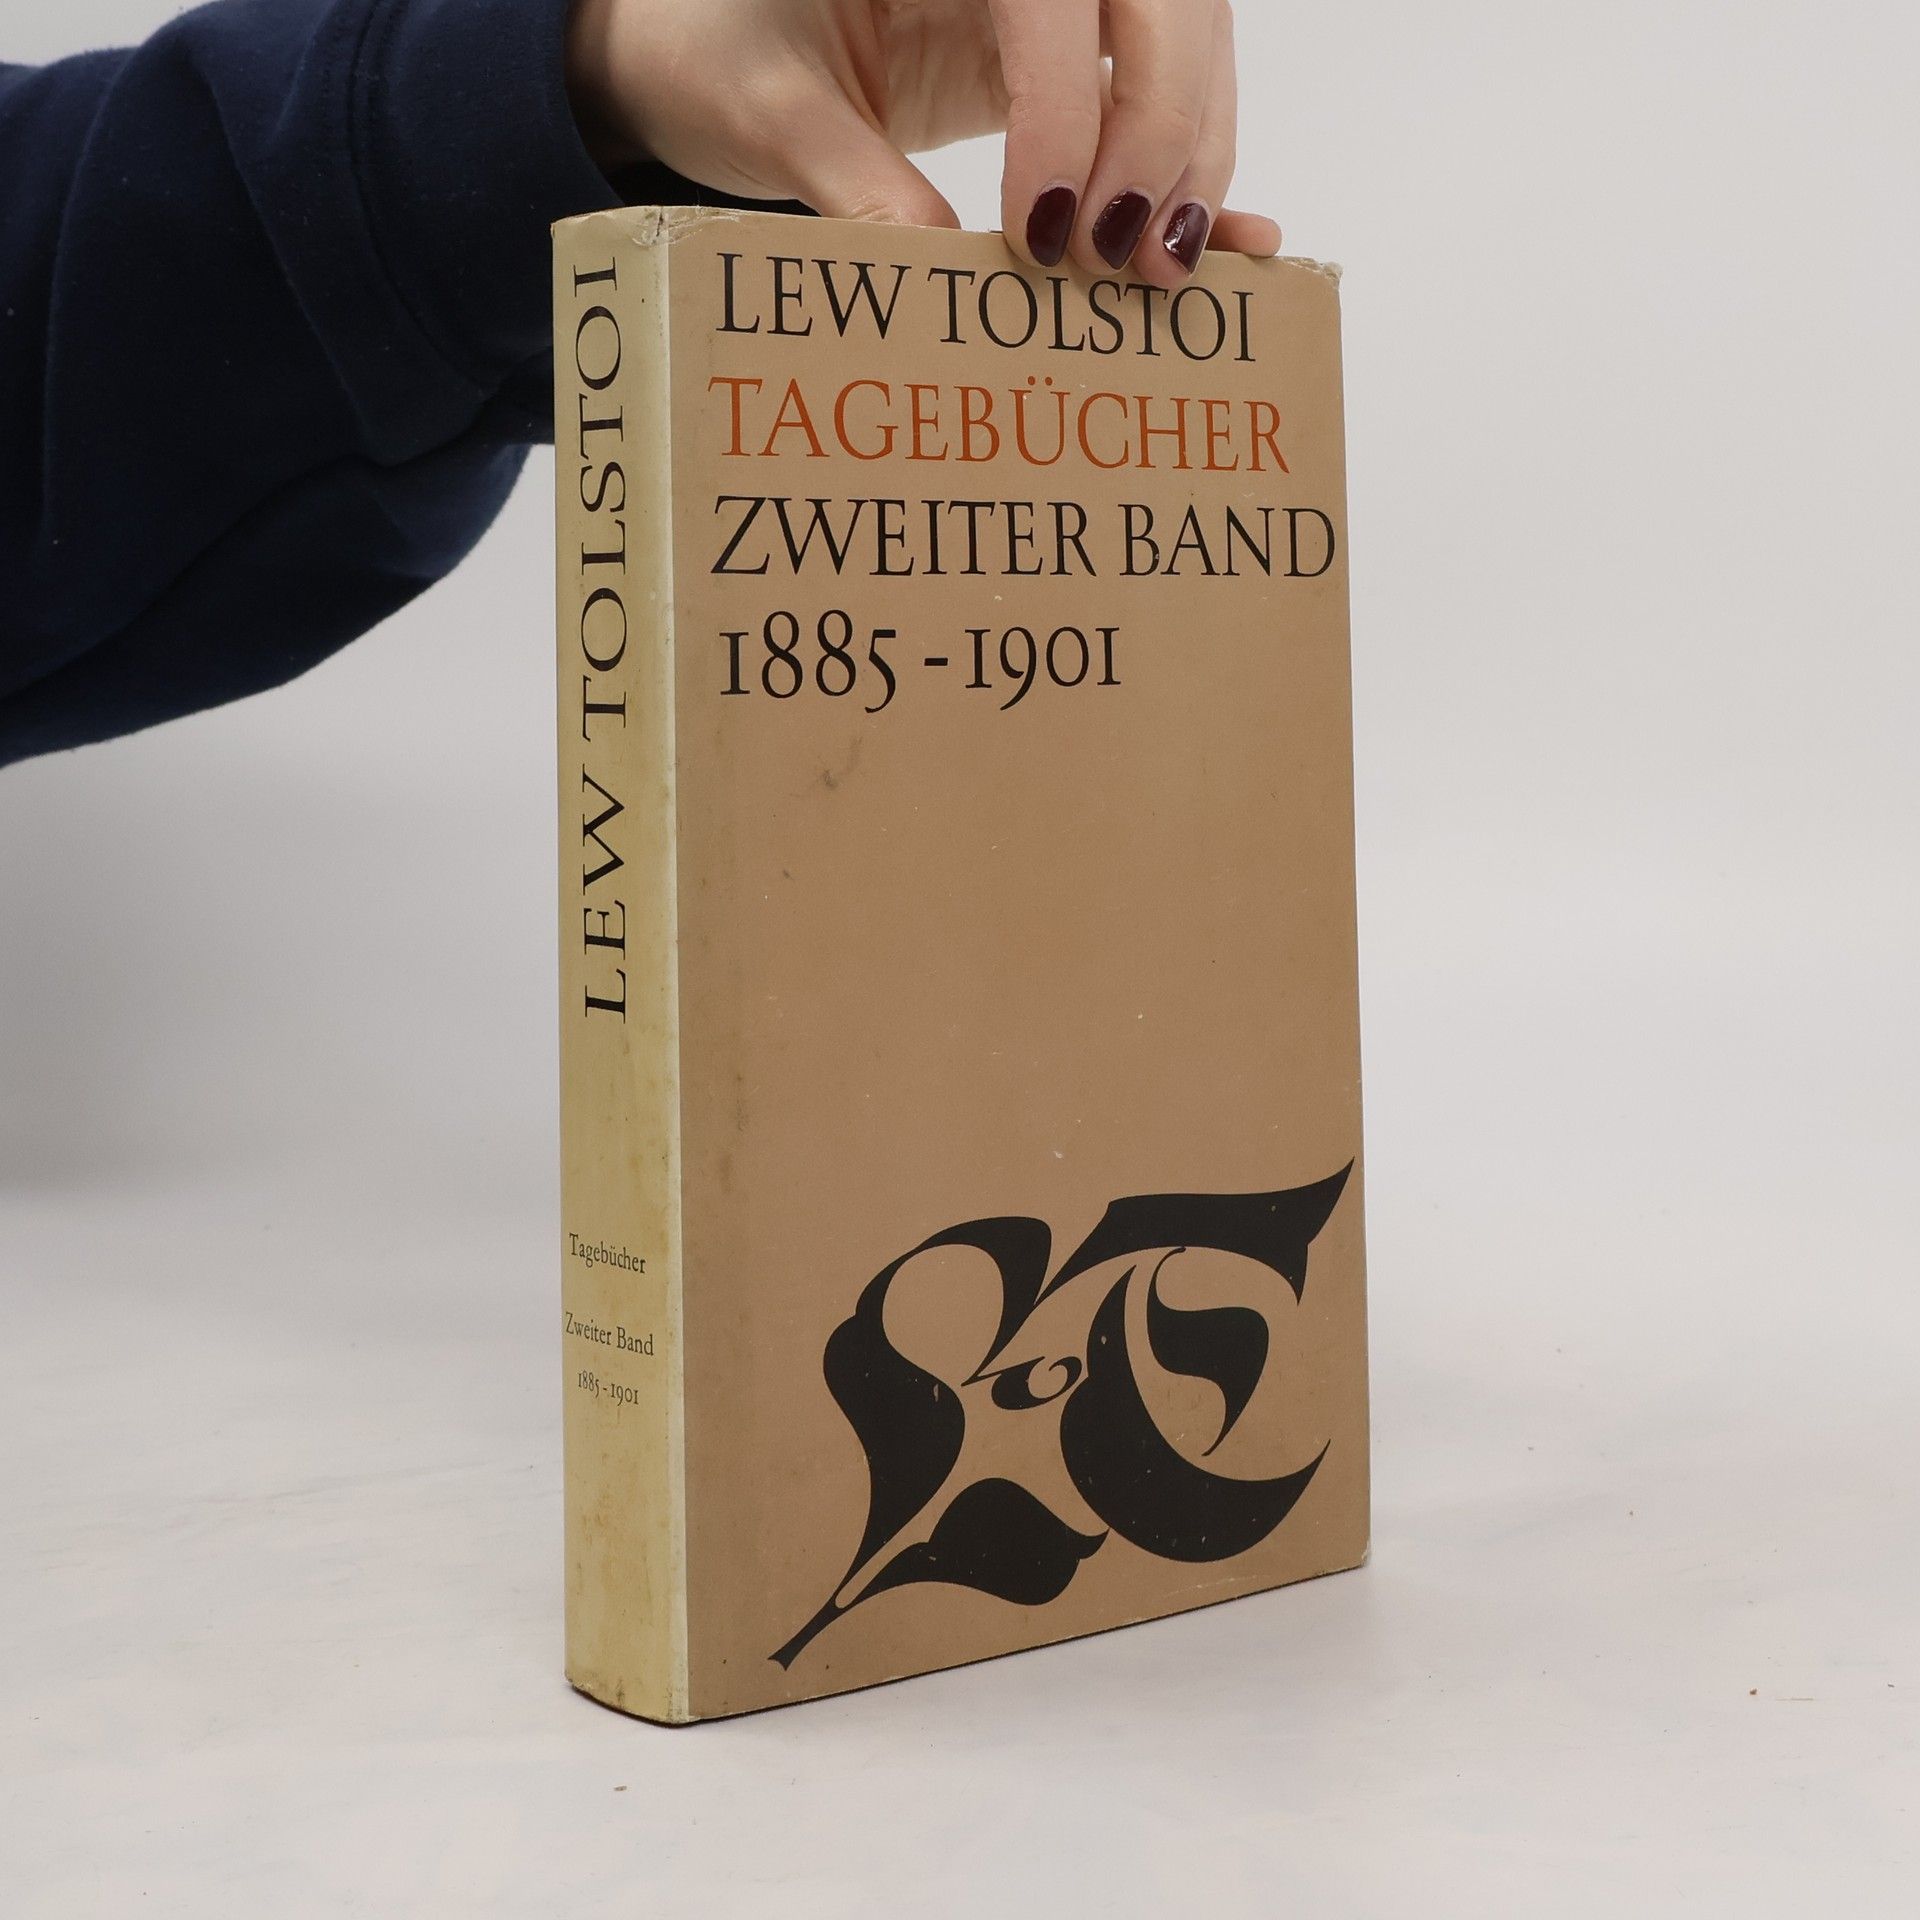 LEW TOLSTOI
TAGEBÜCHER
ZWEITER BAND
1885-1901
LEW TOLSTOI
Tagebücher
Zweiter Band
1885-1901